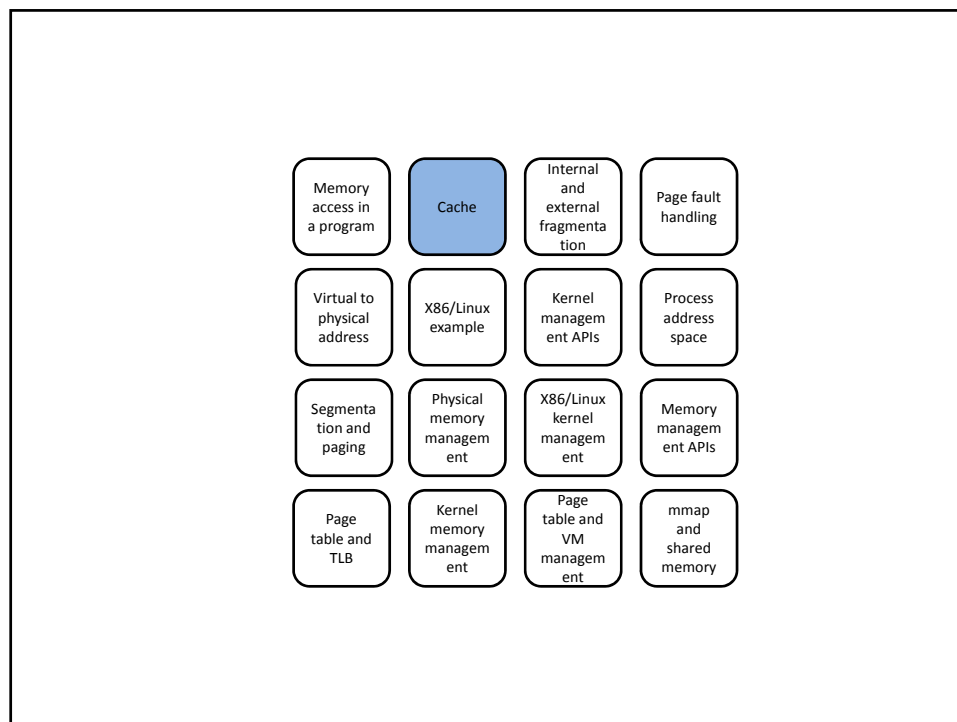 Memory
access in
a program
Cache
Internal
and
external
fragmenta
tion
Page fault
handling
Virtual to
physical
address
X86/Linux
example
Kernel
managem
ent APIs
Process
address
space
Segmenta
tion and
paging
Physical
memory
managem
ent
X86/Linux
kernel
managem
ent
Memory
managem
ent APIs
Page
table and
TLB
Kernel
memory
managem
ent
Page
table and
VM
managem
ent
mmap
and
shared
memory